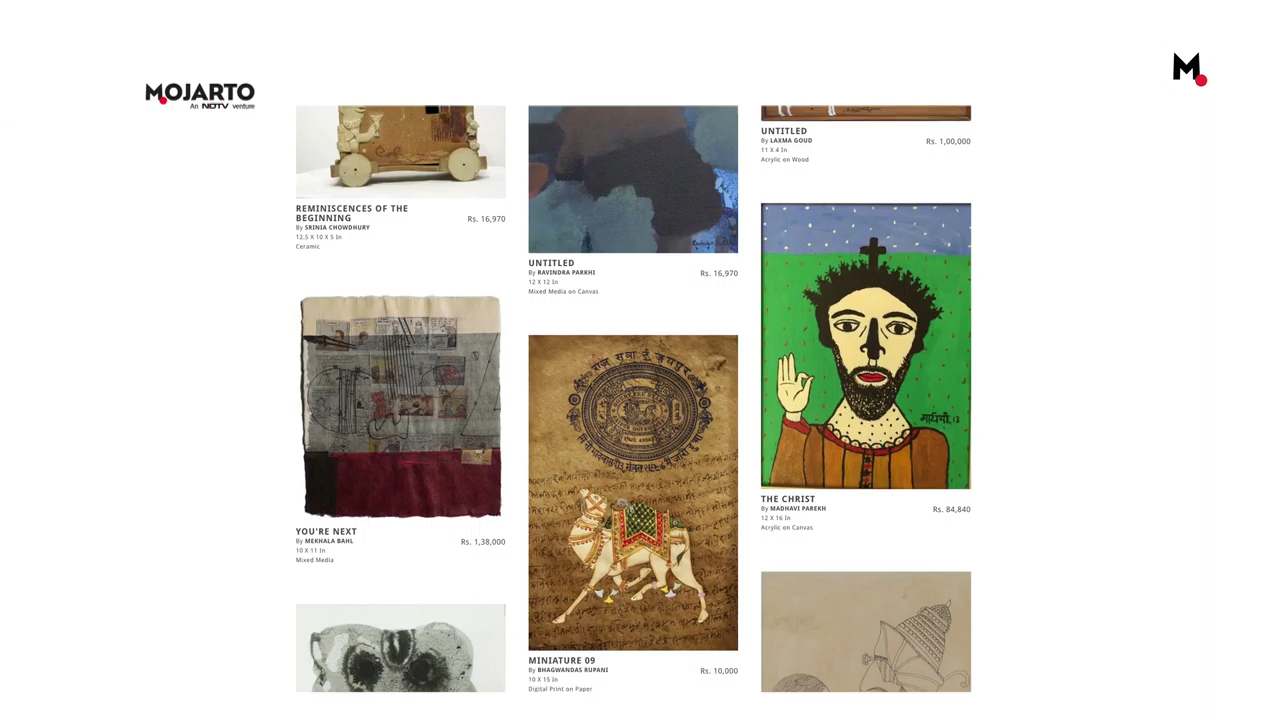 MOJARTO
An NDTV venture
M.
REMINISCENCES OF THE
BEGINNING
Rs. 16,970
By SRINIA CHOWDHURY
12.5 X 10 X 5 In
Ceramic
YOU'RE NEXT
By MEKHALA BAHL
Rs. 1,38,000
10 X 11 In
Mixed Media
UNTITLED
By RAVINDRA PARKHI
Rs. 16,970
12 X 12 In
Mixed Media on Canvas
MINIATURE 09
By BHAGWANDAS RUPANI
Rs. 10,000
10 X 15 In
Digital Print on Paper
UNTITLED
By LAXMA GOUD
Rs. 1,00,000
11 X 4 In
Acrylic on Wood
माधवी. 13
THE CHRIST
By MADHAVI PAREKH
Rs. 84,840
12 X 16 In
Acrylic on Canvas